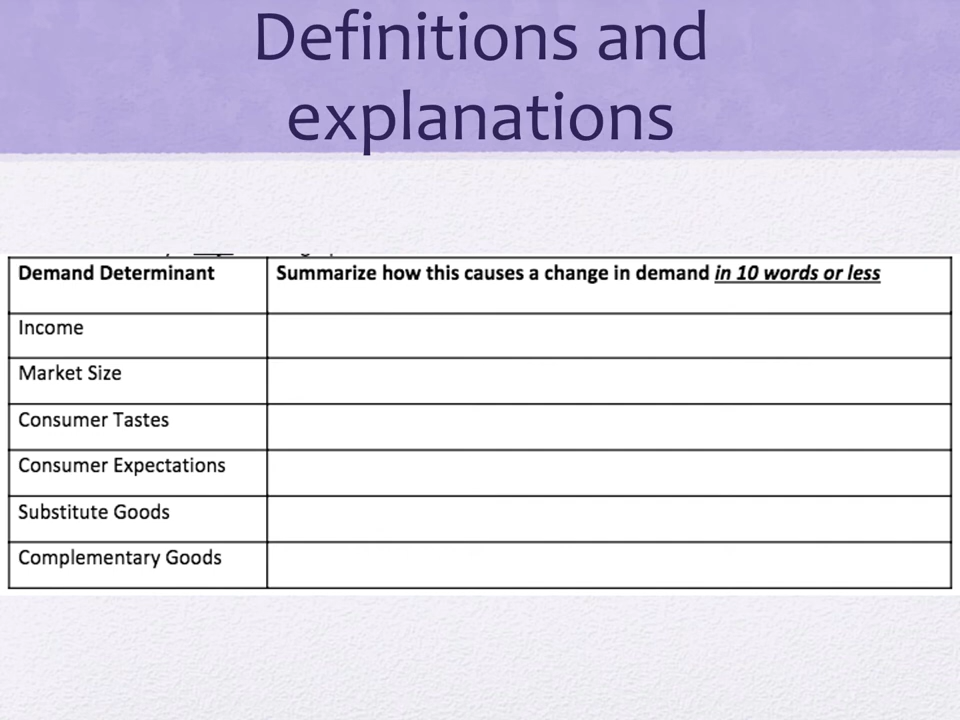 Definitions and
explanations
Demand Determinant Summarize how this causes a change in demand in 10 words or less
Income
Market Size
Consumer Tastes
Consumer Expectations
Substitute Goods
Complementary Goods